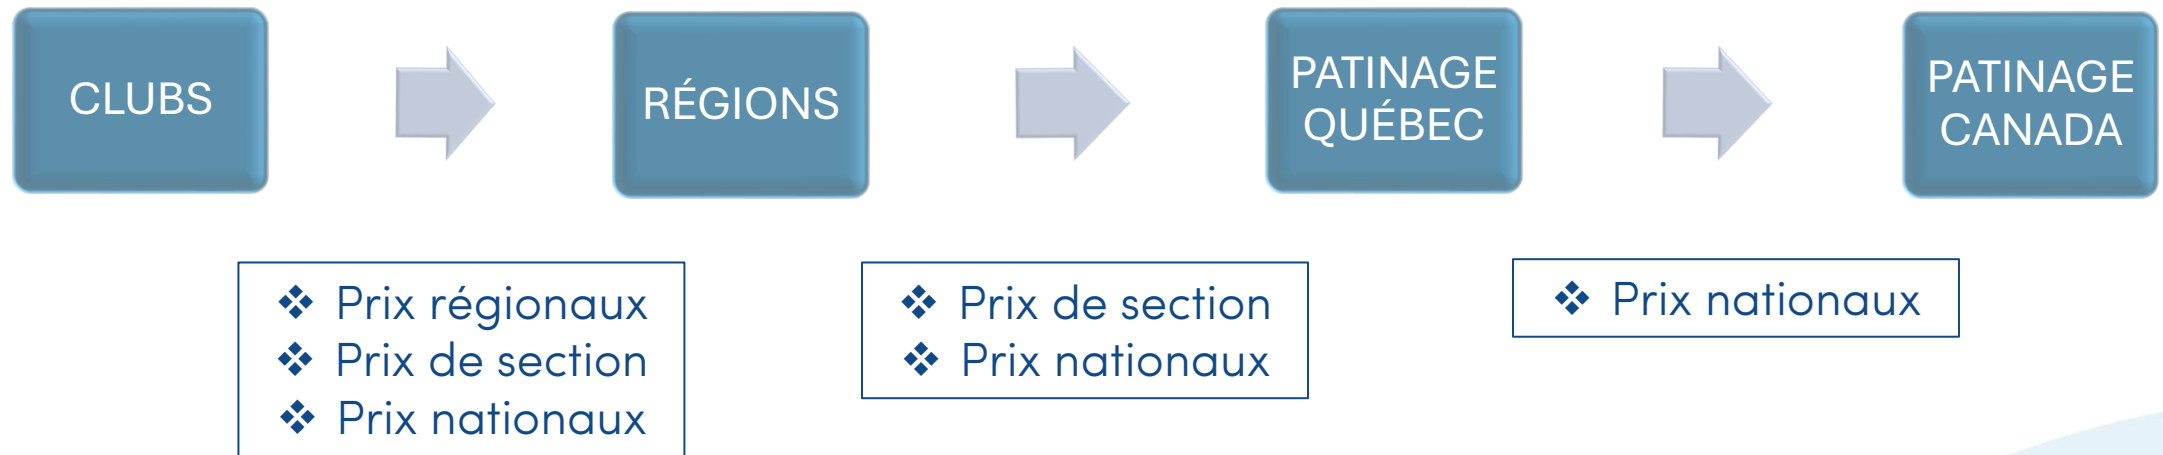 CLUBS
RÉGIONS
PATINAGE
QUÉBEC
PATINAGE
CANADA
❖ Prix régionaux
❖ Prix de section
❖ Prix nationaux
❖ Prix de section
❖ Prix nationaux
❖ Prix nationaux